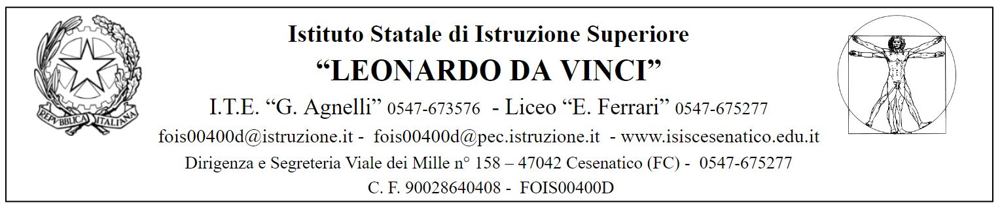 Istituto Statale di Istruzione Superiore
“LEONARDO DA VINCI”
I.T.E. “G. Agnelli” 0547-673576 - Liceo “E. Ferrari” 0547-675277
fois00400d@istruzione.it - fois00400d@pec.istruzione.it - www.isiscesenatico.edu.it
Dirigenza e Segreteria Viale dei Mille n° 158 – 47042 Cesenatico (FC) - 0547-675277
C. F. 90028640408 - FOIS00400D
REPVBBLICA ITALIANA